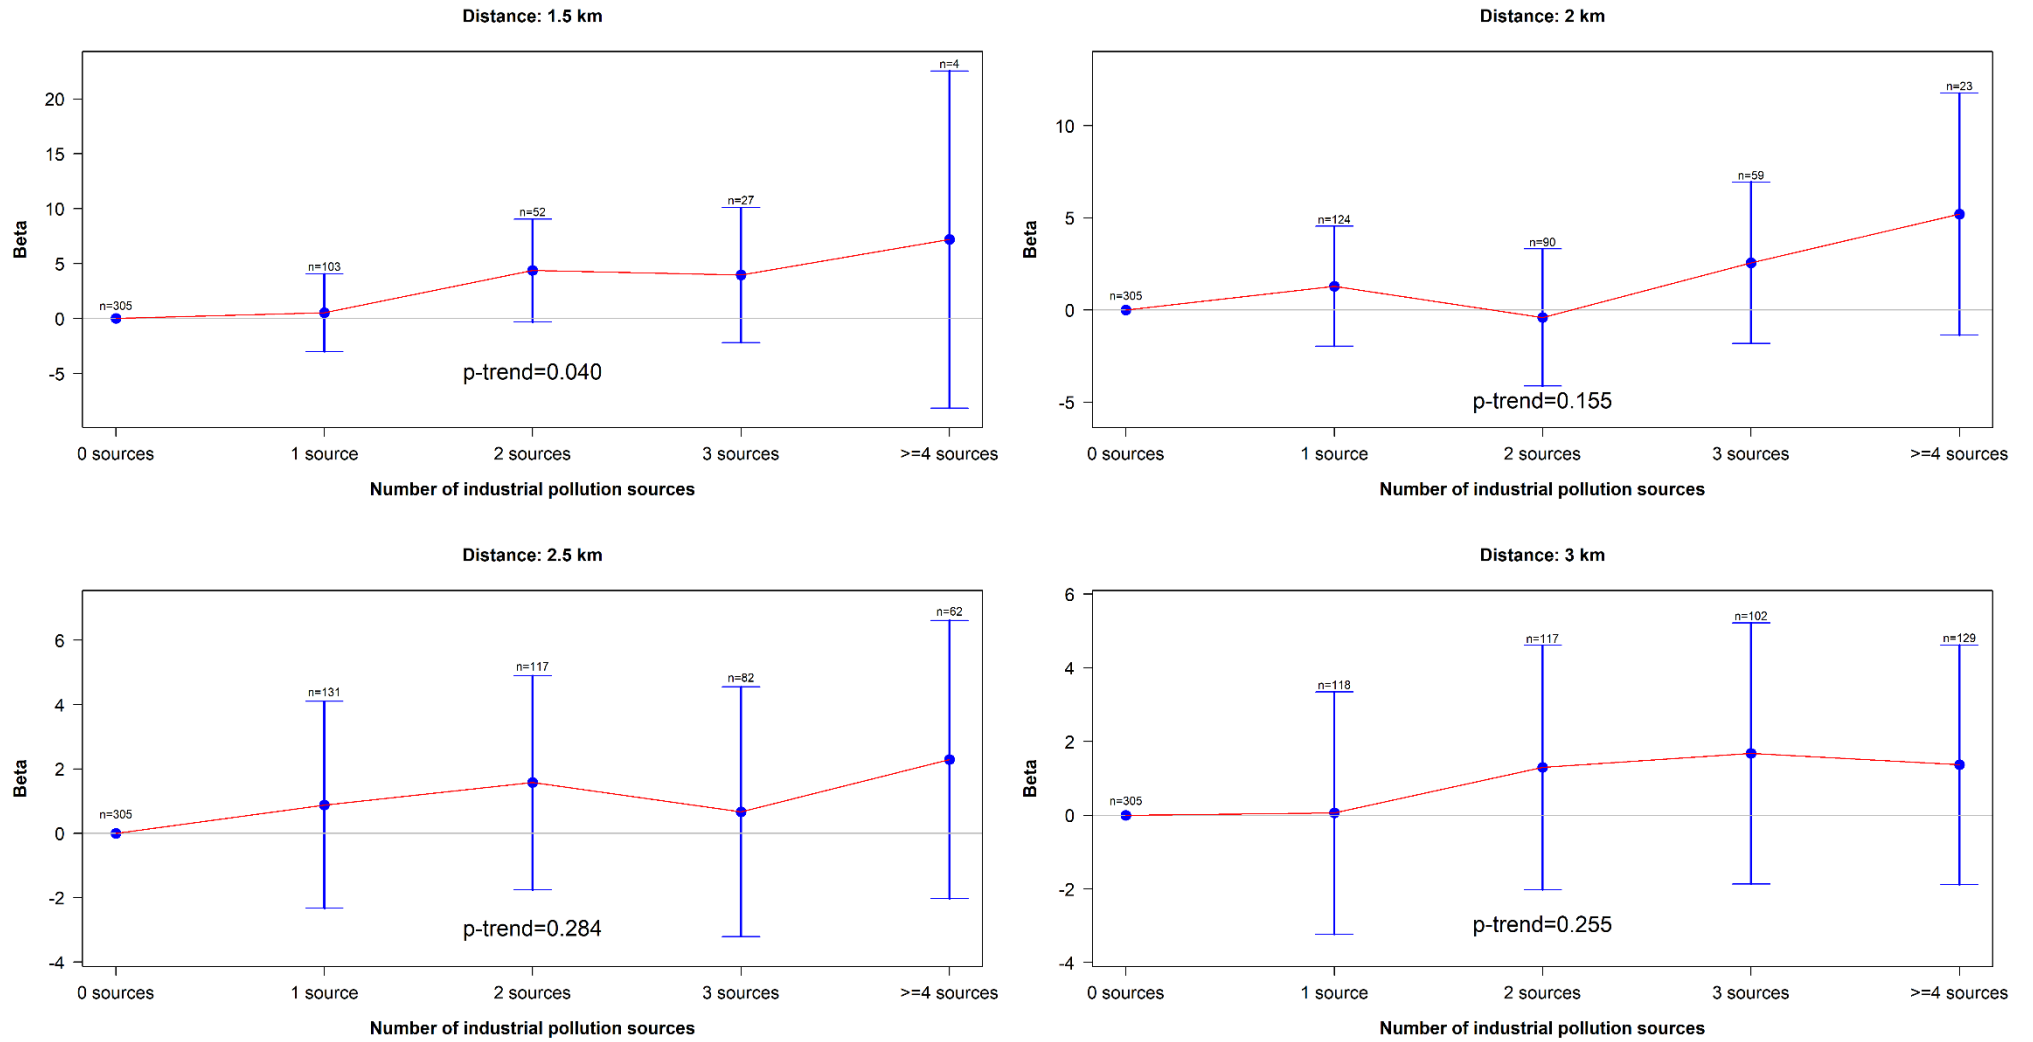 Distance: 1.5 km
Beta
20
15
10
5
0
-5
n=305
n=103
n=52
n=27
n=4
p-trend=0.040
0 sources
1 source
2 sources
3 sources
>=4 sources
Number of industrial pollution sources
Distance: 2 km
Beta
10
5
0
-5
n=305
n=124
n=90
n=59
n=23
p-trend=0.155
0 sources
1 source
2 sources
3 sources
>=4 sources
Number of industrial pollution sources
Distance: 2.5 km
Beta
6
4
2
0
-2
-4
n=305
n=131
n=117
n=82
n=62
p-trend=0.284
0 sources
1 source
2 sources
3 sources
>=4 sources
Number of industrial pollution sources
Distance: 3 km
Beta
6
4
2
0
-2
-4
n=305
n=118
n=117
n=102
n=129
p-trend=0.255
0 sources
1 source
2 sources
3 sources
>=4 sources
Number of industrial pollution sources